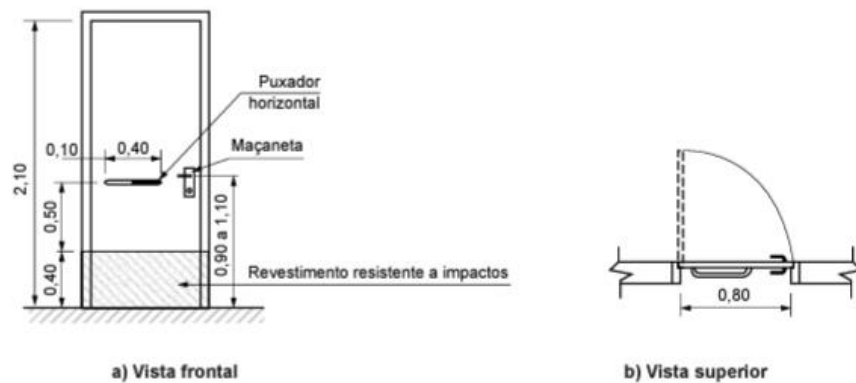 Puxador
horizontal
0,10
0,40
Maçaneta
2,10
0,50
0,90 a 1,10
0,40
Revestimento resistente a impactos
0,80
a) Vista frontal
b) Vista superior